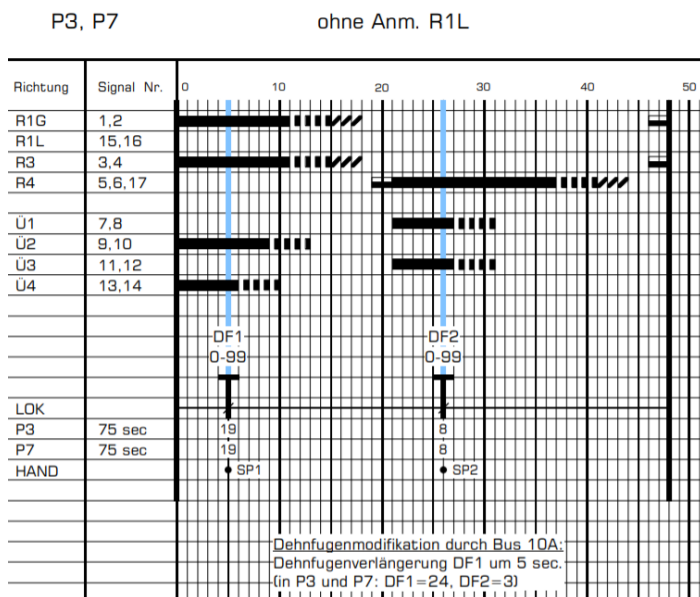 P3, P7 ohne Anm. R1L
Richtung Signal Nr. 0 10 20 30 40 50
R1G 1,2
R1L 15,16
R3 3,4
R4 5,6,17
Ü1 7,8
Ü2 9,10
Ü3 11,12
Ü4 13,14
DF1 DF2
0-99 0-99
LOK
P3 75 sec 19 8
P7 75 sec 19 8
HAND SP1 SP2
Dehnfugenmodifikation durch Bus 10A:
Dehnfugenverlängerung DF1 um 5 sec.
(in P3 und P7: DF1=24, DF2=3)